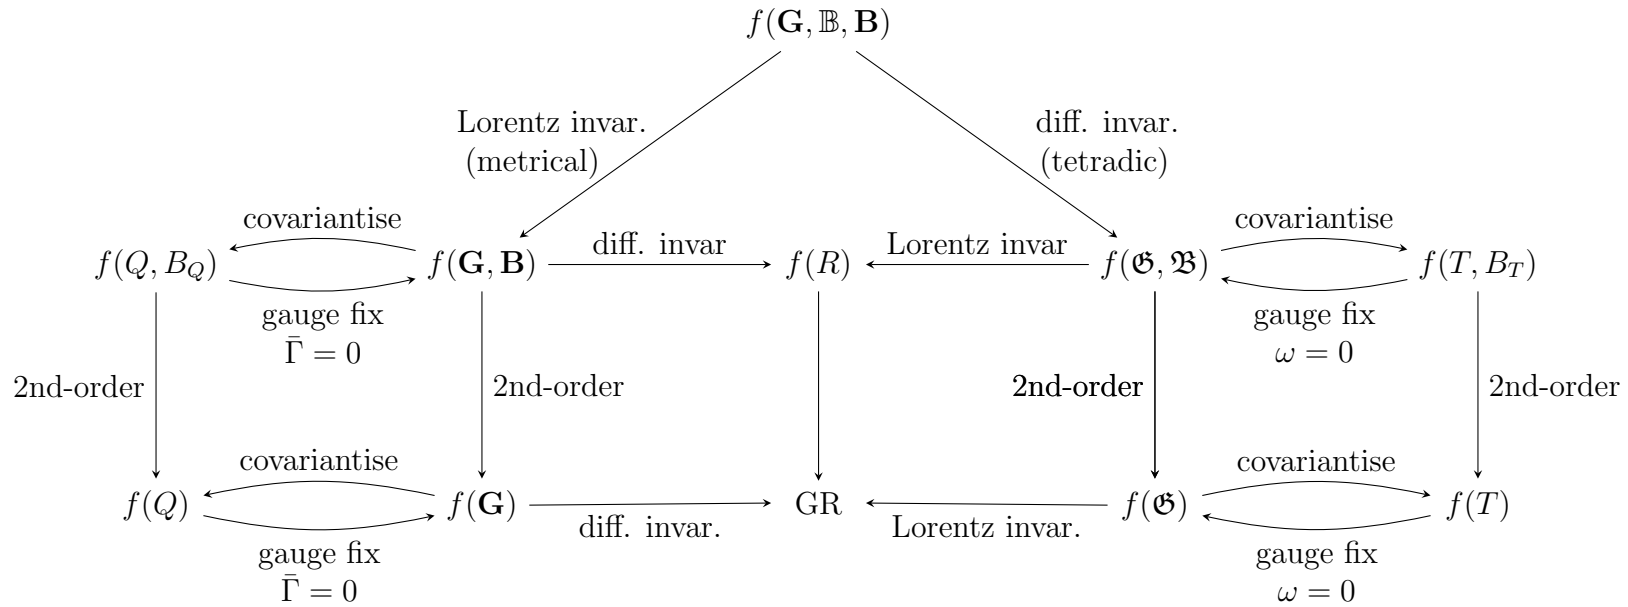 f(G, 𝔹, B)
Lorentz invar.
(metrical)
diff. invar.
(tetradic)
covariantise
covariantise
f(Q, B_Q)
f(G, B)
diff. invar
f(R)
Lorentz invar
f(𝕲, 𝕭)
f(T, B_T)
gauge fix
Γ̄ = 0
gauge fix
ω = 0
2nd-order
2nd-order
2nd-order
2nd-order
covariantise
covariantise
f(Q)
f(G)
diff. invar.
GR
Lorentz invar.
f(𝕲)
f(T)
gauge fix
Γ̄ = 0
gauge fix
ω = 0